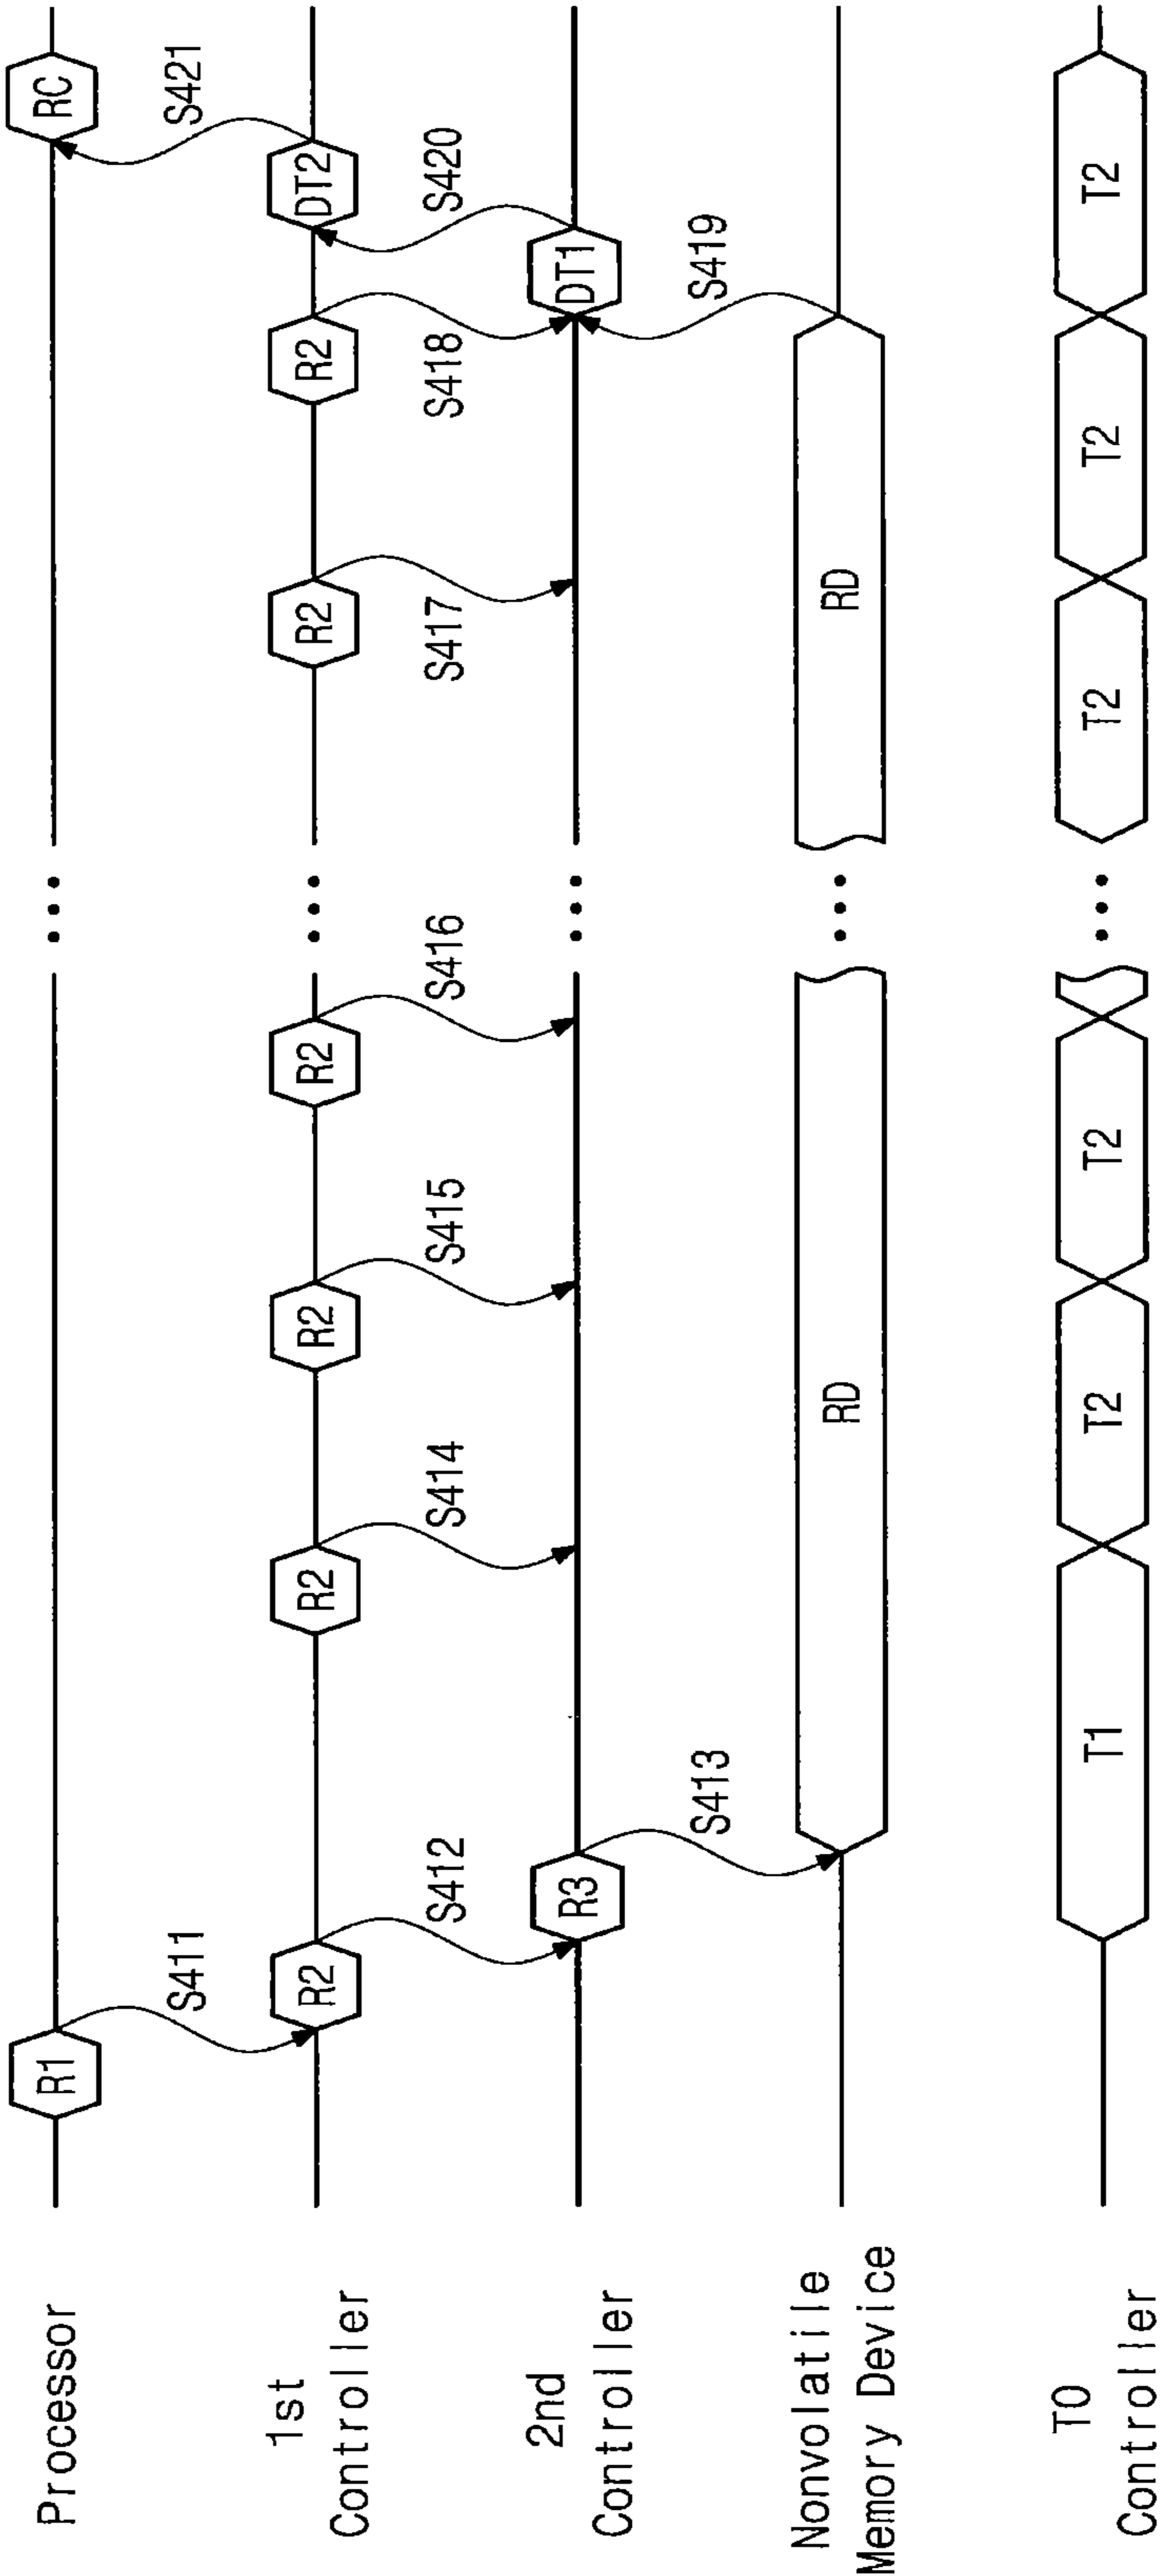 Processor
R1
RC
S411
S421
1st
Controller
R2
R2
R2
R2
R2
R2
DT2
S412
S414
S415
S416
S417
S418
S420
2nd
Controller
R3
DT1
S413
S419
Nonvolatile
Memory Device
RD
RD
TO
Controller
T1
T2
T2
T2
T2
T2